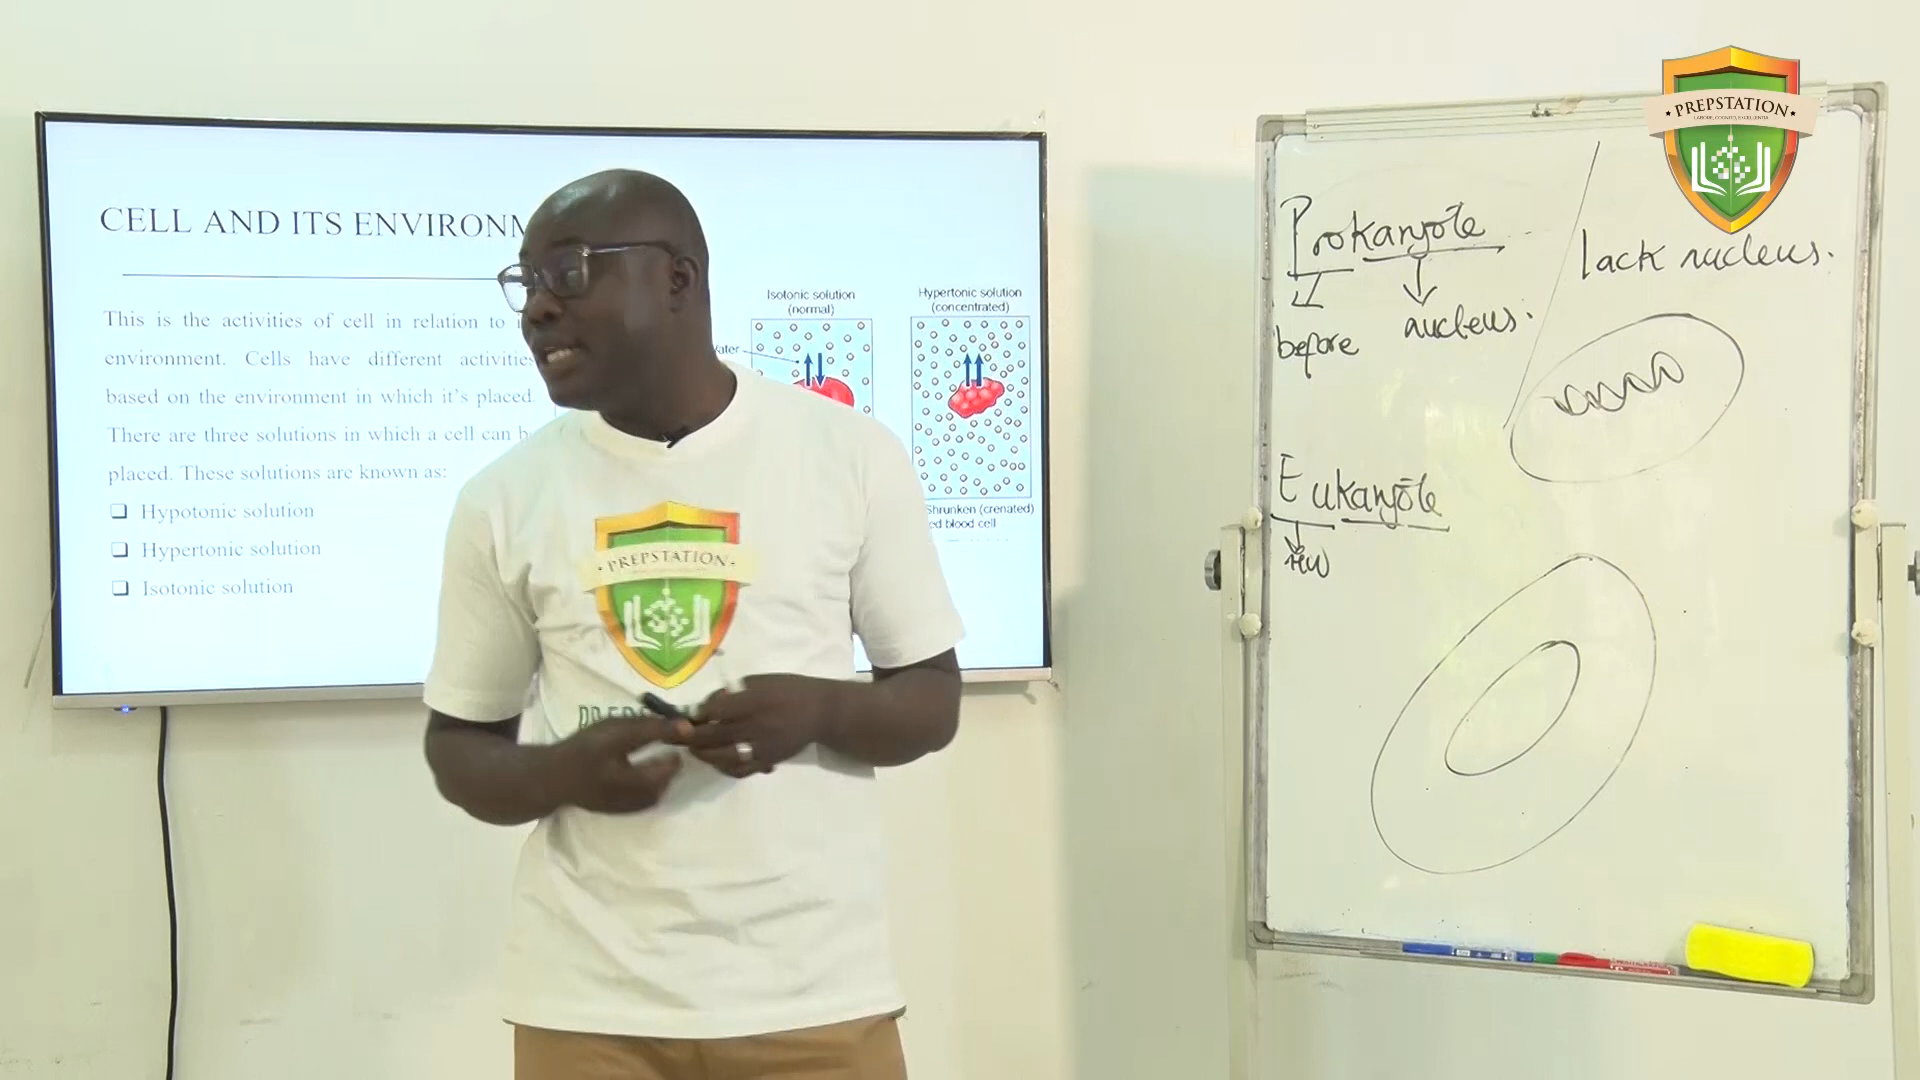 CELL AND ITS ENVIRONM
This is the activities of cell in relation to
environment. Cells have different activities
based on the environment in which it's placed.
There are three solutions in which a cell can b
placed. These solutions are known as:
❑ Hypotonic solution
❑ Hypertonic solution
❑ Isotonic solution
Isotonic solution
(normal)
Water
Hypertonic solution
(concentrated)
Shrunken (crenated)
ed blood cell
PREPSTATION
Prokaryote
before
nucleus.
lack nucleus.
Eukaryote
new
PREPSTATION